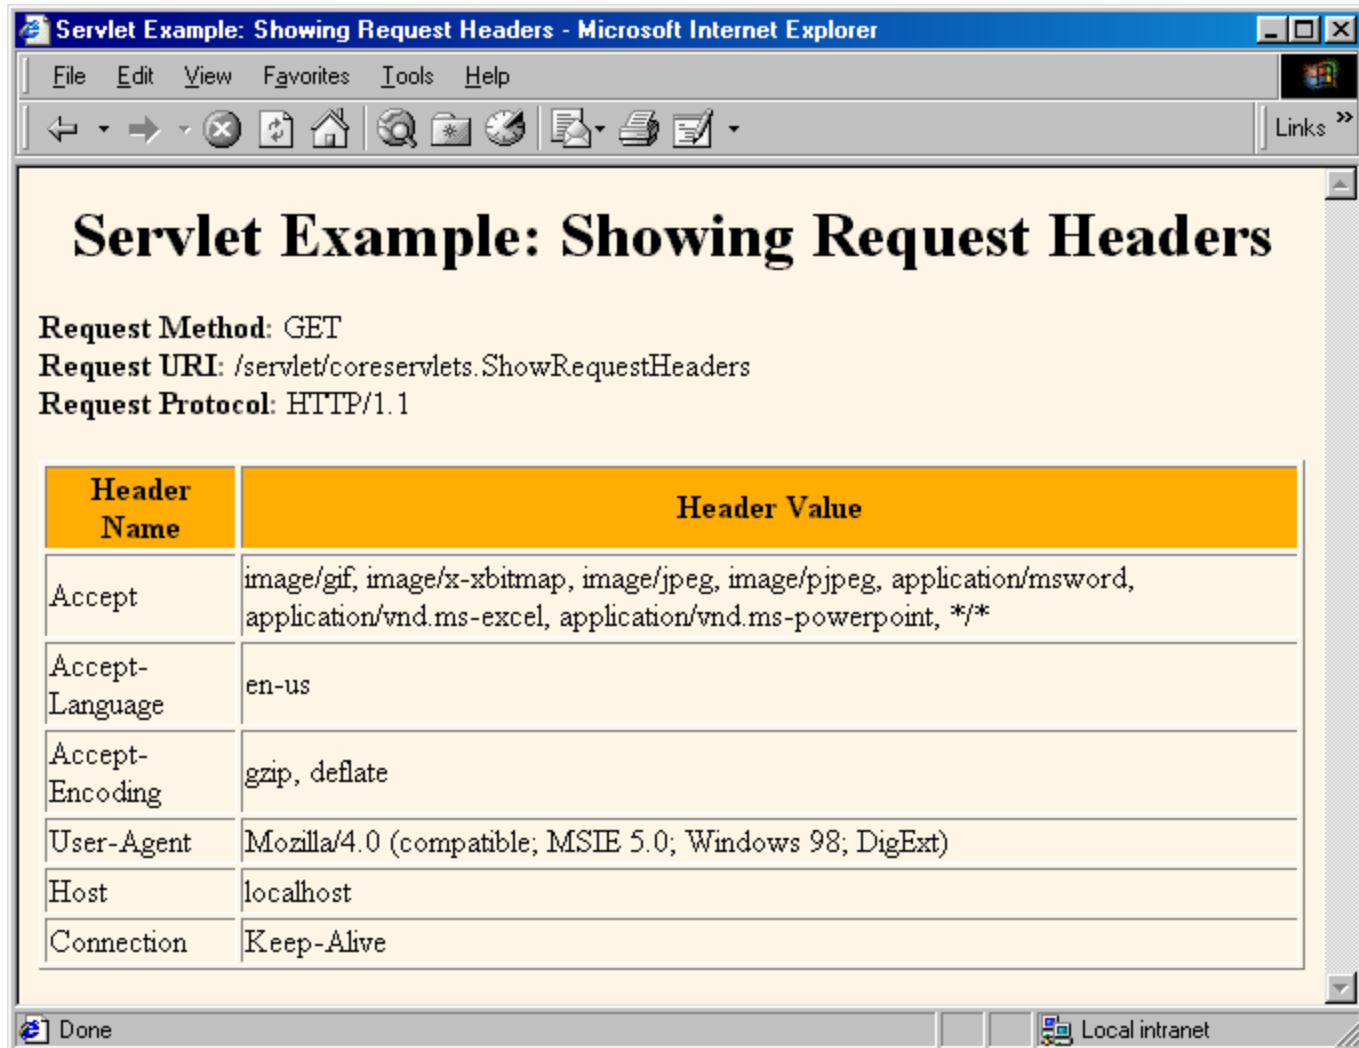 Servlet Example: Showing Request Headers - Microsoft Internet Explorer
File Edit View Favorites Tools Help
Links »
Servlet Example: Showing Request Headers
Request Method: GET
Request URI: /servlet/coreservlets.ShowRequestHeaders
Request Protocol: HTTP/1.1
Header Name
Header Value
Accept
image/gif, image/x-xbitmap, image/jpeg, image/pjpeg, application/msword,
application/vnd.ms-excel, application/vnd.ms-powerpoint, */*
Accept-
Language
en-us
Accept-
Encoding
gzip, deflate
User-Agent
Mozilla/4.0 (compatible; MSIE 5.0; Windows 98; DigExt)
Host
localhost
Connection
Keep-Alive
Done
Local intranet